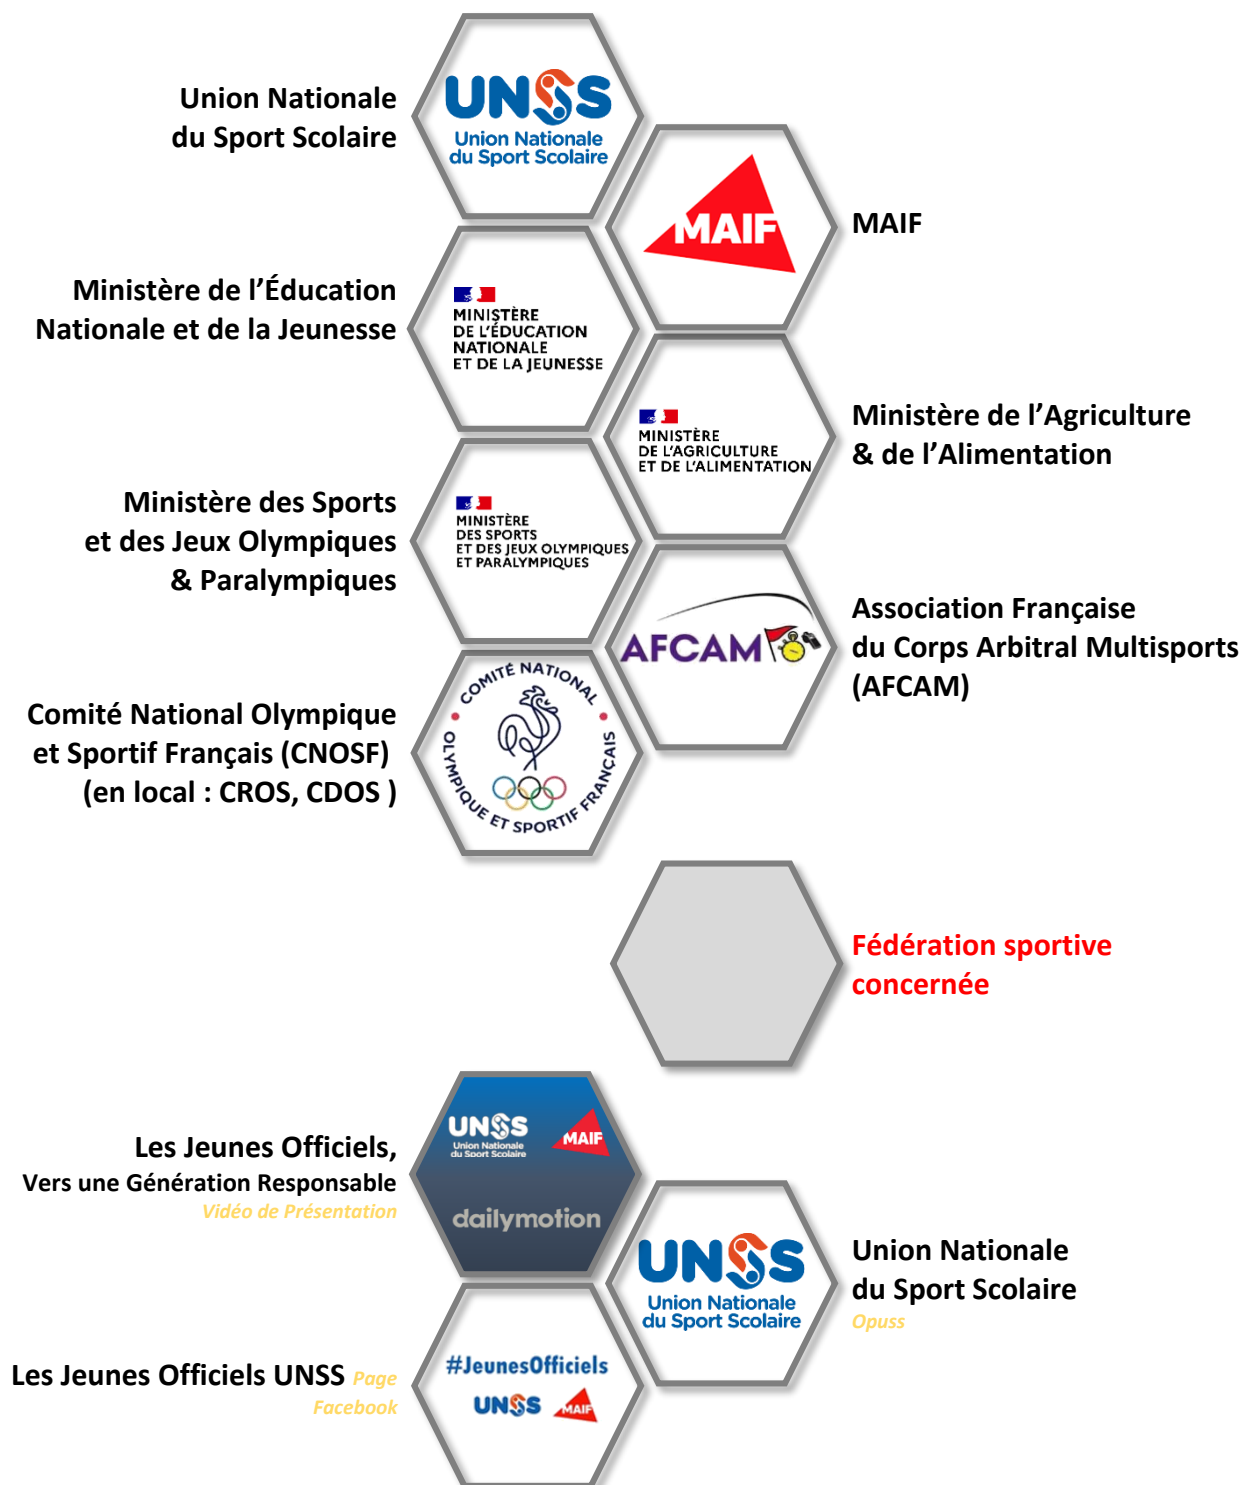 Union Nationale
du Sport Scolaire
UNSS
Union Nationale
du Sport Scolaire
MAIF
MAIF
Ministère de l’Éducation
Nationale et de la Jeunesse
MINISTÈRE
DE L'ÉDUCATION
NATIONALE
ET DE LA JEUNESSE
MINISTÈRE
DE L'AGRICULTURE
ET DE L'ALIMENTATION
Ministère de l’Agriculture
& de l’Alimentation
Ministère des Sports
et des Jeux Olympiques
& Paralympiques
MINISTÈRE
DES SPORTS
ET DES JEUX OLYMPIQUES
ET PARALYMPIQUES
AFCAM
Association Française
du Corps Arbitral Multisports
(AFCAM)
Comité National Olympique
et Sportif Français (CNOSF)
(en local : CROS, CDOS )
COMITÉ NATIONAL
OLYMPIQUE ET SPORTIF FRANÇAIS
Fédération sportive
concernée
Les Jeunes Officiels,
Vers une Génération Responsable
Vidéo de Présentation
UNSS
Union Nationale
du Sport Scolaire
MAIF
dailymotion
UNSS
Union Nationale
du Sport Scolaire
Union Nationale
du Sport Scolaire
Opuss
Les Jeunes Officiels UNSS Page
Facebook
#JeunesOfficiels
UNSS MAIF